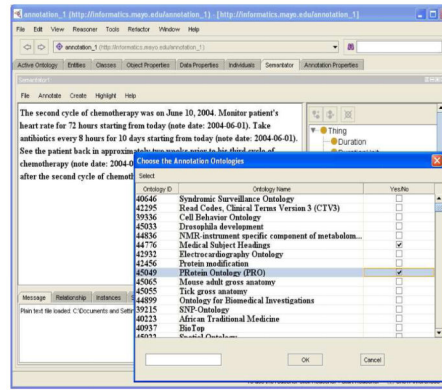 annotation_1 [http://informatics.mayo.edu/annotation_1] - [http://informatics.mayo.edu/annotation_1]
File Edit View Reasoner Tools Refactor Window Help
annotation_1 (http://informatics.mayo.edu/annotation_1)
Active Ontology Entities Classes Object Properties Data Properties Individuals Semantator Annotation Properties
File Annotate Create Highlight Help
The second cycle of chemotherapy was on June 10, 2004. Monitor patient's
heart rate for 72 hours starting from today (note date: 2004-06-01). Take
antibiotics every 8 hours for 10 days starting from today (note date: 2004-06-01).
See the patient back in approximately two weeks prior to his third cycle of
chemotherapy (note date: 2004-0
after the second cycle of chemoth
Thing
Duration
Choose the Annotation Ontologies
Select
Ontology ID Ontology Name Yes/No
40646 Syndromic Surveillance Ontology
42295 Read Codes, Clinical Terms Version 3 (CTV3)
39336 Cell Behavior Ontology
45033 Drosophila development
44836 NMR-instrument specific component of metabolom...
44776 Medical Subject Headings
42932 Electrocardiography Ontology
42456 Protein modification
45049 PRotein Ontology (PRO)
45065 Mouse adult gross anatomy
45055 Tick gross anatomy
44899 Ontology for Biomedical Investigations
39215 SNP-Ontology
40223 African Traditional Medicine
40937 BioTop
45022 Spatial Ontology
Message Relationship Instances
Plain text file loaded: C:\Documents and Settin
OK Cancel